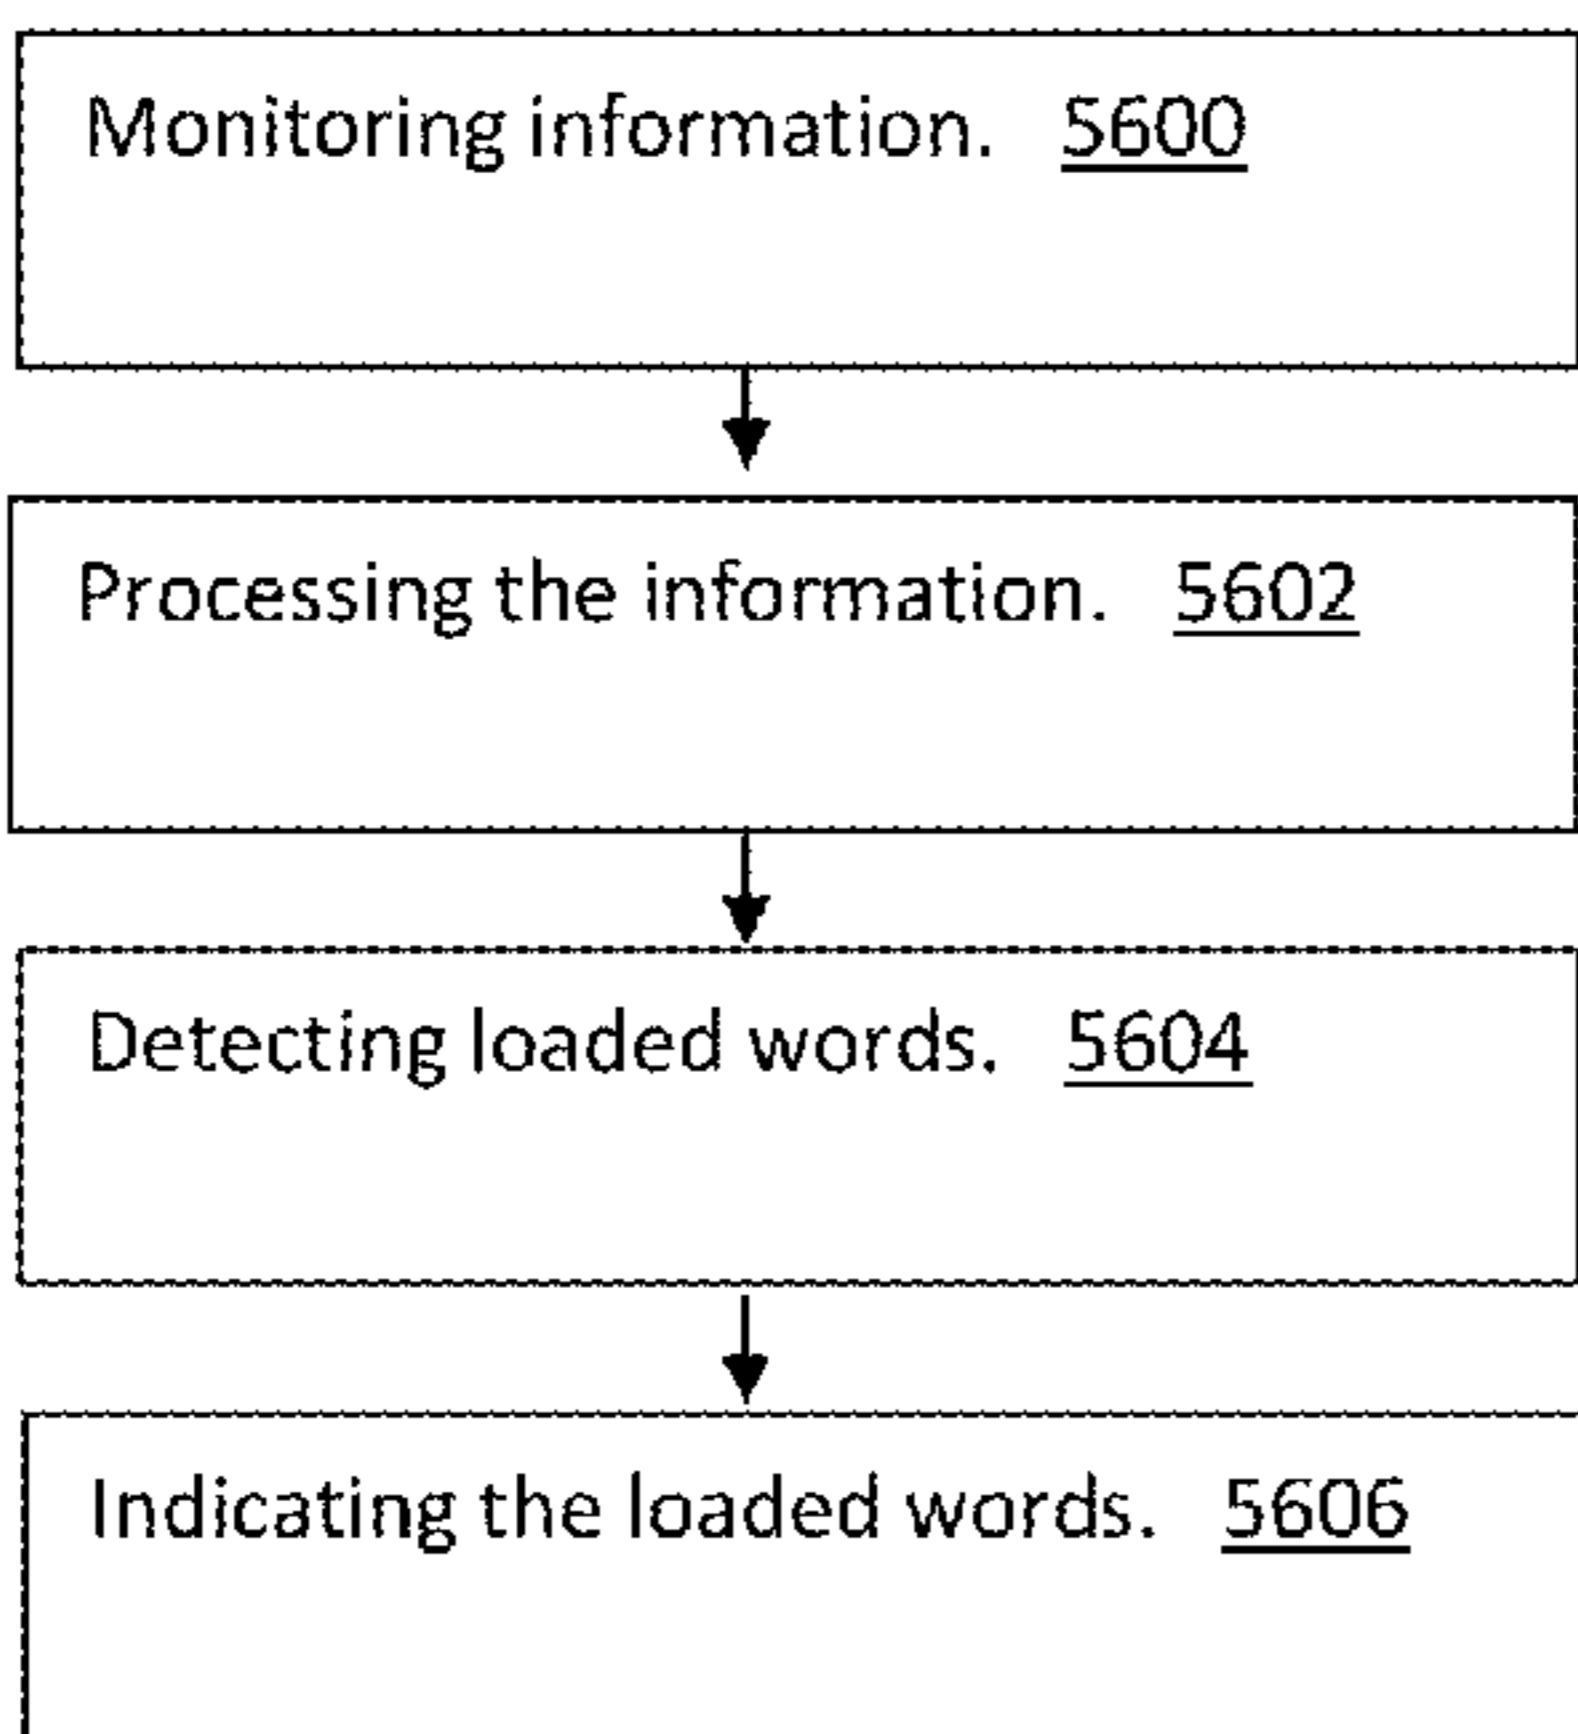 Monitoring information. 5600
Processing the information. 5602
Detecting loaded words. 5604
Indicating the loaded words. 5606